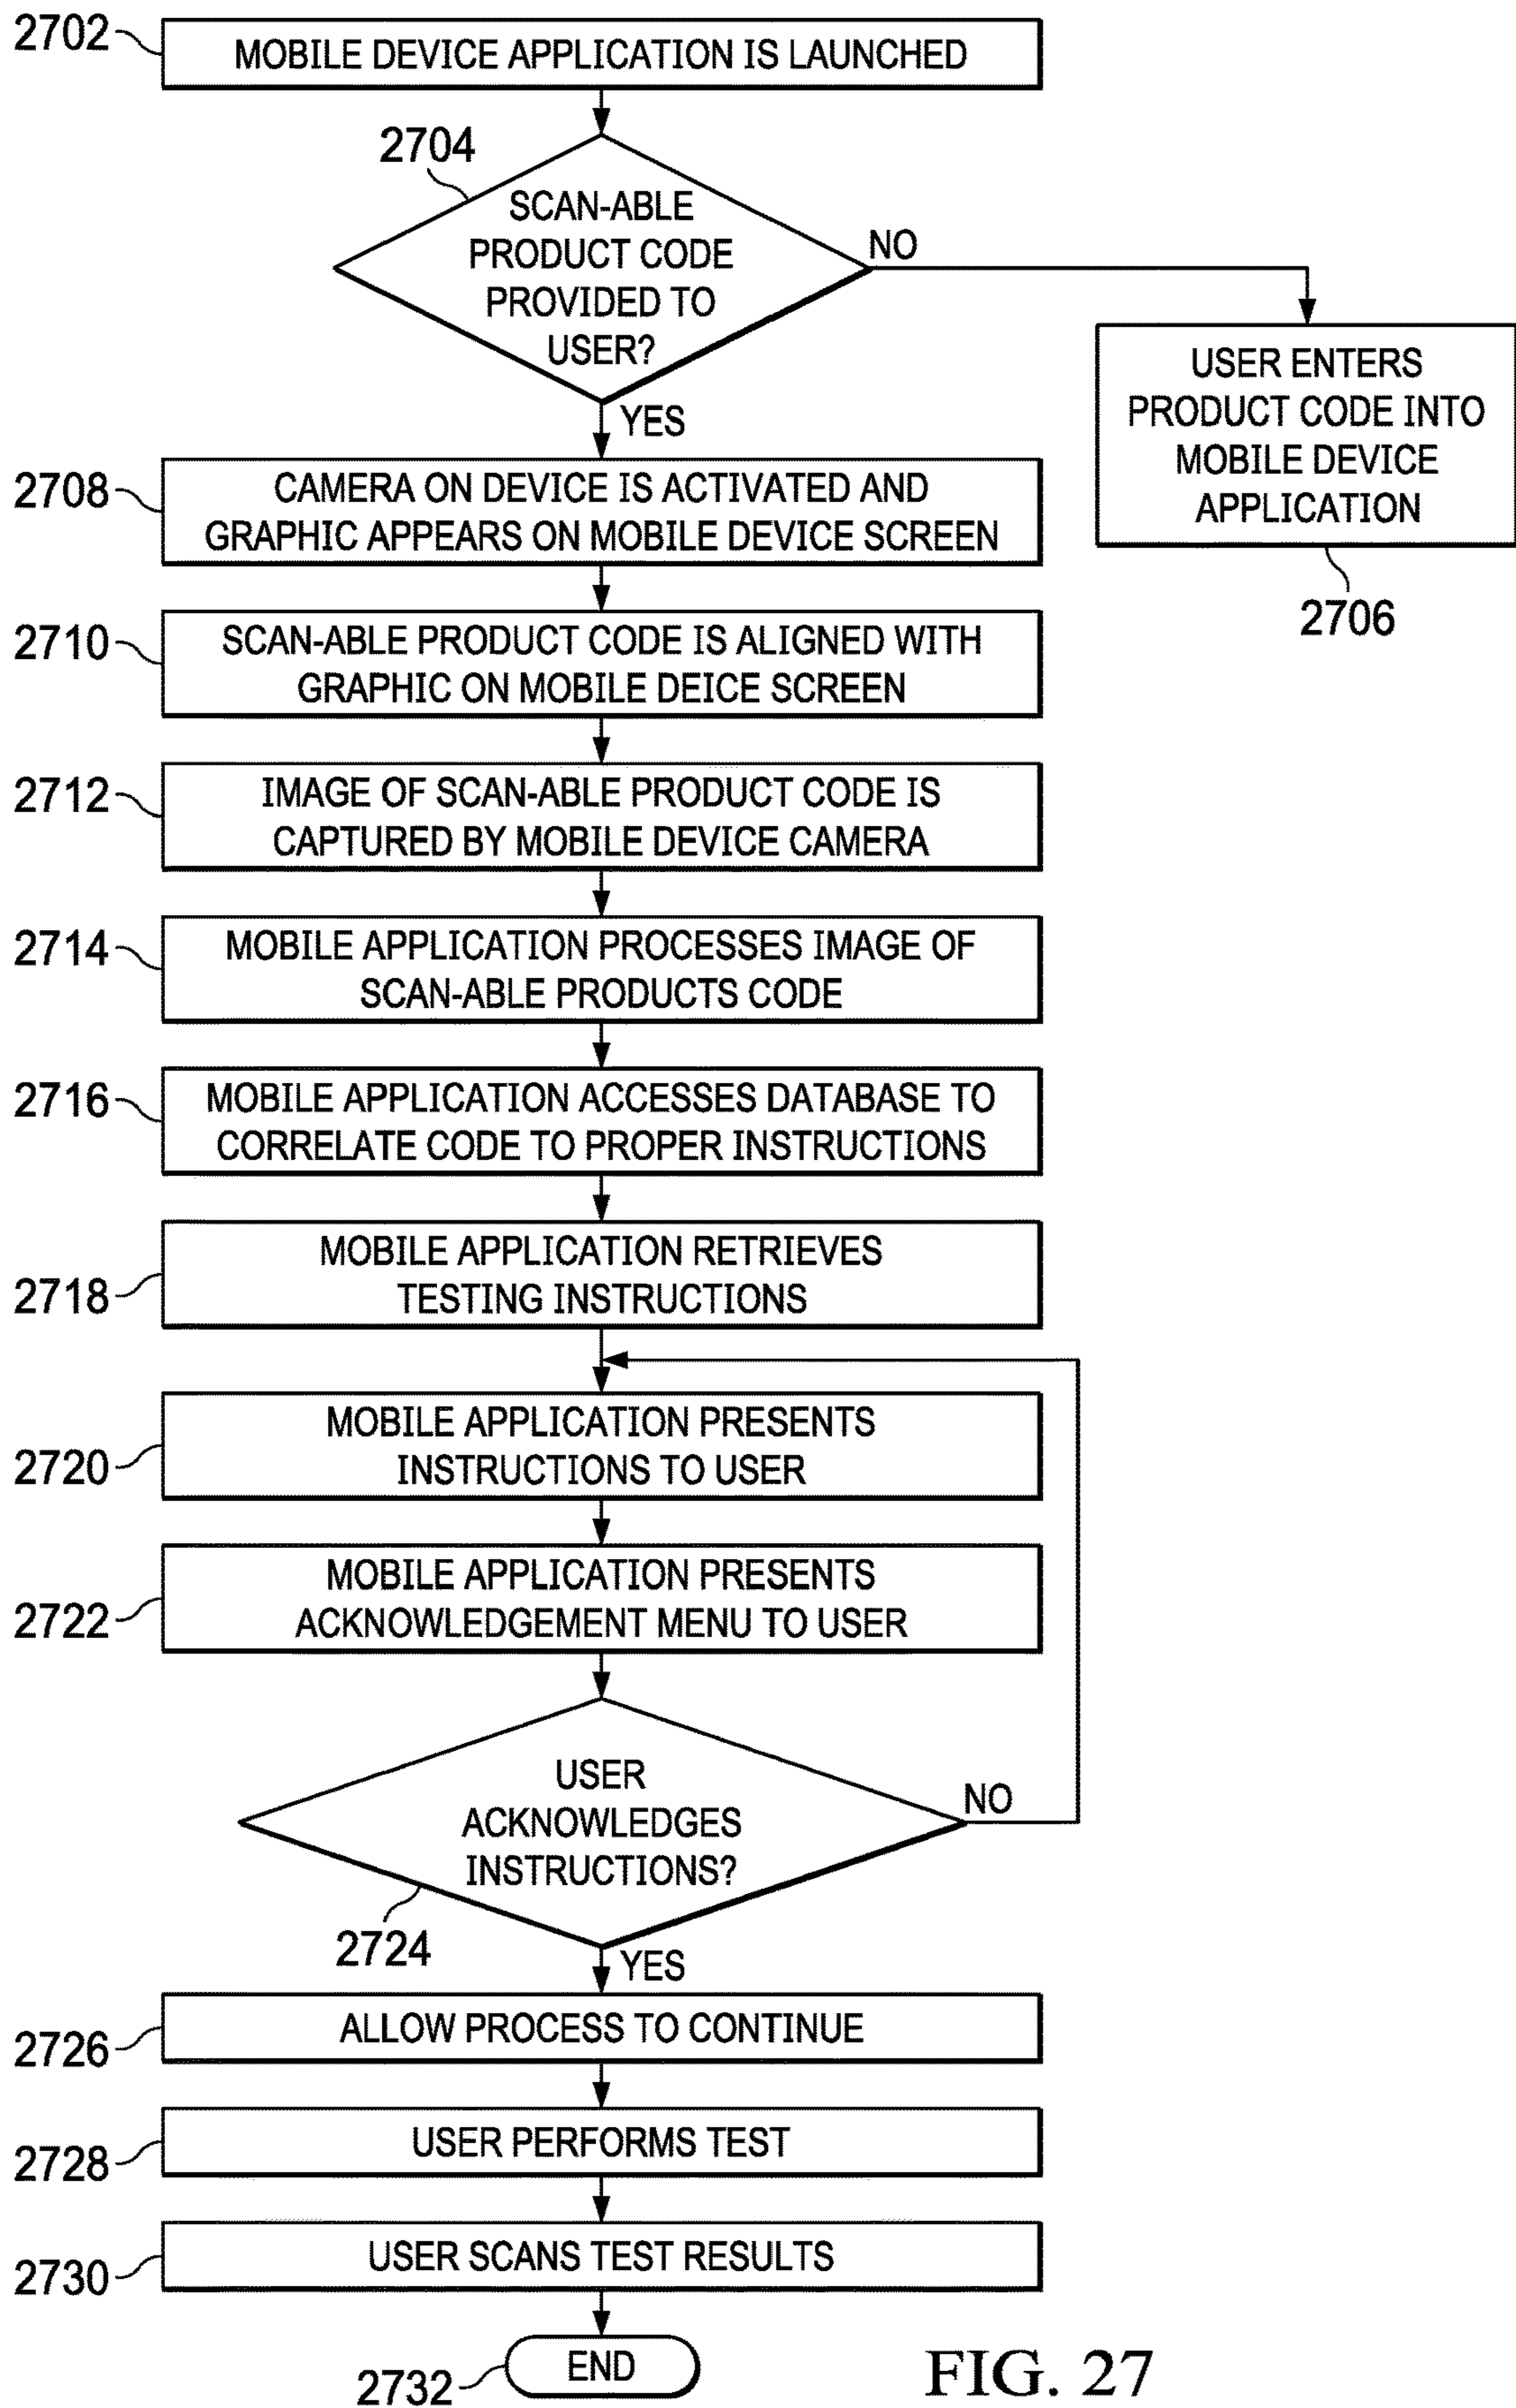 2702
MOBILE DEVICE APPLICATION IS LAUNCHED
2704
SCAN-ABLE
PRODUCT CODE
PROVIDED TO
USER?
NO
USER ENTERS
PRODUCT CODE INTO
MOBILE DEVICE
APPLICATION
2706
YES
2708
CAMERA ON DEVICE IS ACTIVATED AND
GRAPHIC APPEARS ON MOBILE DEVICE SCREEN
2710
SCAN-ABLE PRODUCT CODE IS ALIGNED WITH
GRAPHIC ON MOBILE DEICE SCREEN
2712
IMAGE OF SCAN-ABLE PRODUCT CODE IS
CAPTURED BY MOBILE DEVICE CAMERA
2714
MOBILE APPLICATION PROCESSES IMAGE OF
SCAN-ABLE PRODUCTS CODE
2716
MOBILE APPLICATION ACCESSES DATABASE TO
CORRELATE CODE TO PROPER INSTRUCTIONS
2718
MOBILE APPLICATION RETRIEVES
TESTING INSTRUCTIONS
2720
MOBILE APPLICATION PRESENTS
INSTRUCTIONS TO USER
2722
MOBILE APPLICATION PRESENTS
ACKNOWLEDGEMENT MENU TO USER
USER
ACKNOWLEDGES
INSTRUCTIONS?
NO
2724
YES
2726
ALLOW PROCESS TO CONTINUE
2728
USER PERFORMS TEST
2730
USER SCANS TEST RESULTS
2732
END
FIG. 27